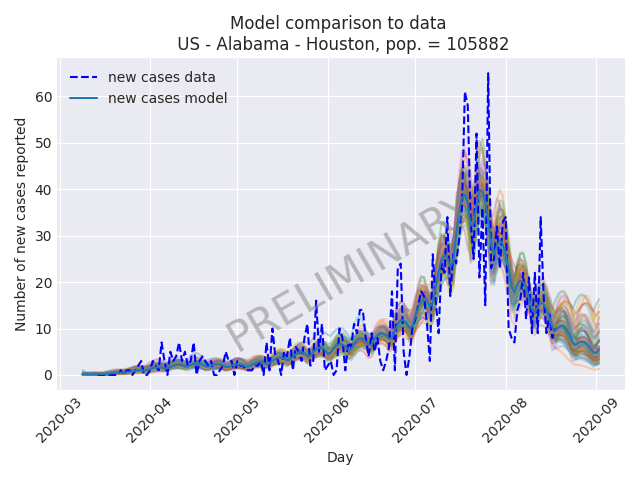 Model comparison to data
US - Alabama - Houston, pop. = 105882
new cases data
new cases model
Number of new cases reported
60
50
40
30
20
10
0
PRELIMINARY
2020-03
2020-04
2020-05
2020-06
2020-07
2020-08
2020-09
Day